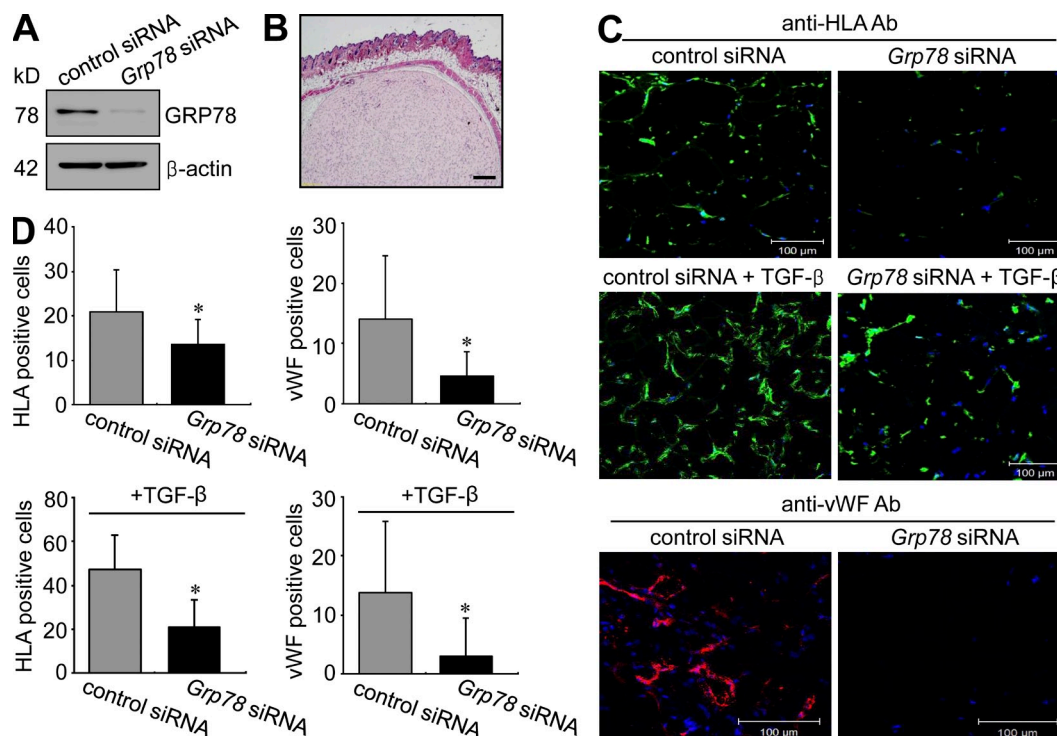 A
control siRNA
Grp78 siRNA
kD
78
GRP78
42
β-actin
B
C
anti-HLA Ab
control siRNA
Grp78 siRNA
100 μm
100 μm
control siRNA + TGF-β
Grp78 siRNA + TGF-β
100 μm
100 μm
anti-vWF Ab
control siRNA
Grp78 siRNA
100 μm
100 μm
D
HLA positive cells
40
30
20
10
0
*
control siRNA
Grp78 siRNA
vWF positive cells
30
20
10
0
*
control siRNA
Grp78 siRNA
+TGF-β
HLA positive cells
80
60
40
20
0
*
control siRNA
Grp78 siRNA
+TGF-β
vWF positive cells
30
20
10
0
*
control siRNA
Grp78 siRNA